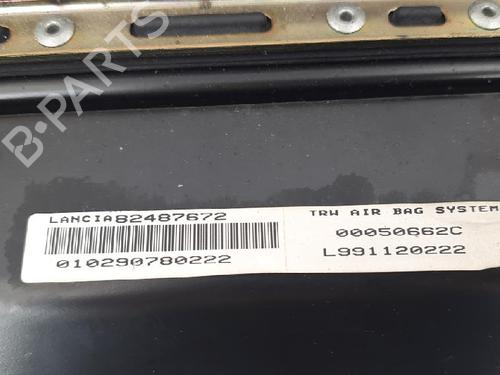 B-PARTS
LANCIA82487672
010290780222
TRW AIR BAG SYSTEM
00050662C
L991120222